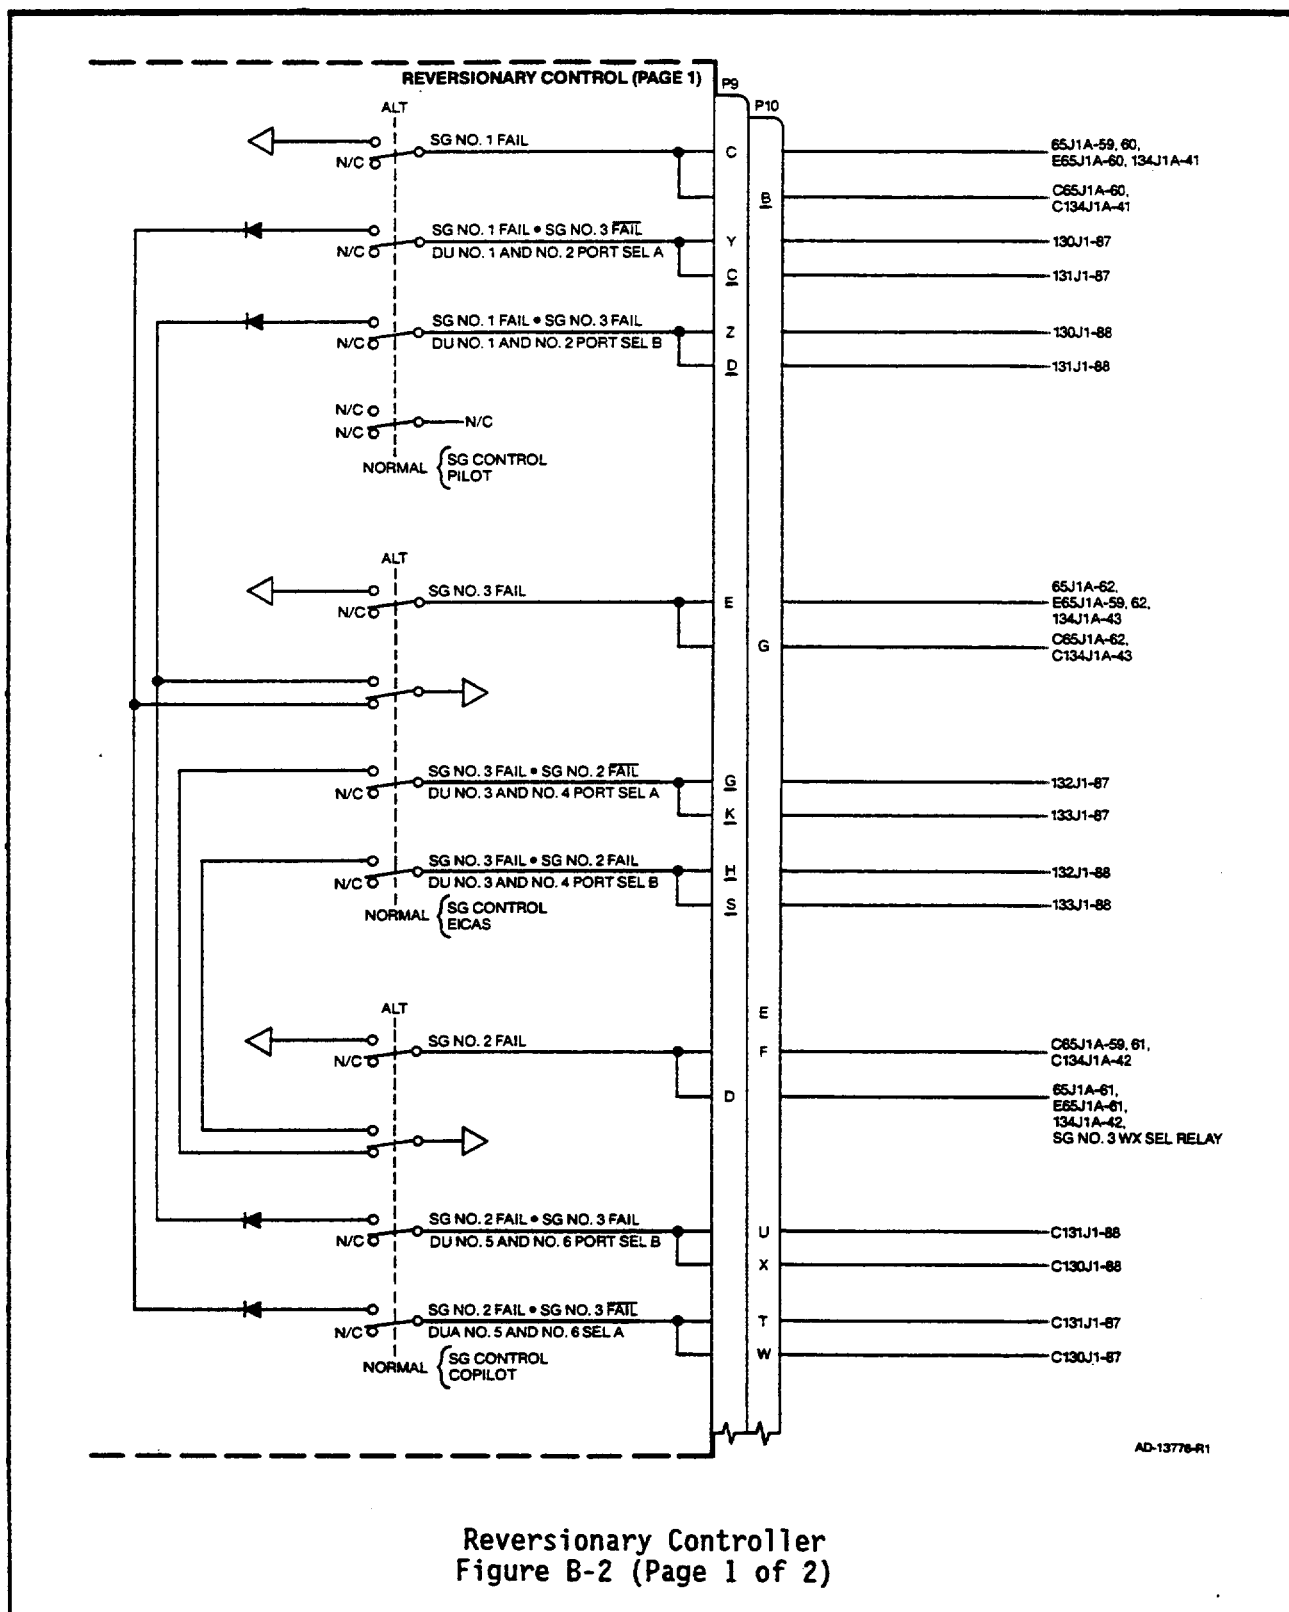 REVERSIONARY CONTROL (PAGE 1)
P9
P10
ALT
SG NO. 1 FAIL
N/C
C
65J1A-59, 60,
E65J1A-60, 134J1A-41
B
C65J1A-60,
C134J1A-41
SG NO. 1 FAIL • SG NO. 3 FAIL
N/C
DU NO. 1 AND NO. 2 PORT SEL A
Y
130J1-87
C
131J1-87
SG NO. 1 FAIL • SG NO. 3 FAIL
N/C
DU NO. 1 AND NO. 2 PORT SEL B
Z
130J1-88
D
131J1-88
N/C
N/C
N/C
NORMAL
SG CONTROL
PILOT
ALT
SG NO. 3 FAIL
N/C
E
65J1A-62,
E65J1A-59, 62,
134J1A-43
G
C65J1A-62,
C134J1A-43
SG NO. 3 FAIL • SG NO. 2 FAIL
N/C
DU NO. 3 AND NO. 4 PORT SEL A
G
132J1-87
K
133J1-87
SG NO. 3 FAIL • SG NO. 2 FAIL
N/C
DU NO. 3 AND NO. 4 PORT SEL B
H
132J1-88
S
133J1-88
NORMAL
SG CONTROL
EICAS
ALT
E
SG NO. 2 FAIL
N/C
F
C65J1A-59, 61,
C134J1A-42
D
65J1A-61,
E65J1A-61,
134J1A-42,
SG NO. 3 WX SEL RELAY
SG NO. 2 FAIL • SG NO. 3 FAIL
N/C
DU NO. 5 AND NO. 6 PORT SEL B
U
C131J1-88
X
C130J1-88
SG NO. 2 FAIL • SG NO. 3 FAIL
N/C
DUA NO. 5 AND NO. 6 SEL A
T
C131J1-87
W
C130J1-87
NORMAL
SG CONTROL
COPILOT
AD-13776-R1
Reversionary Controller
Figure B-2 (Page 1 of 2)